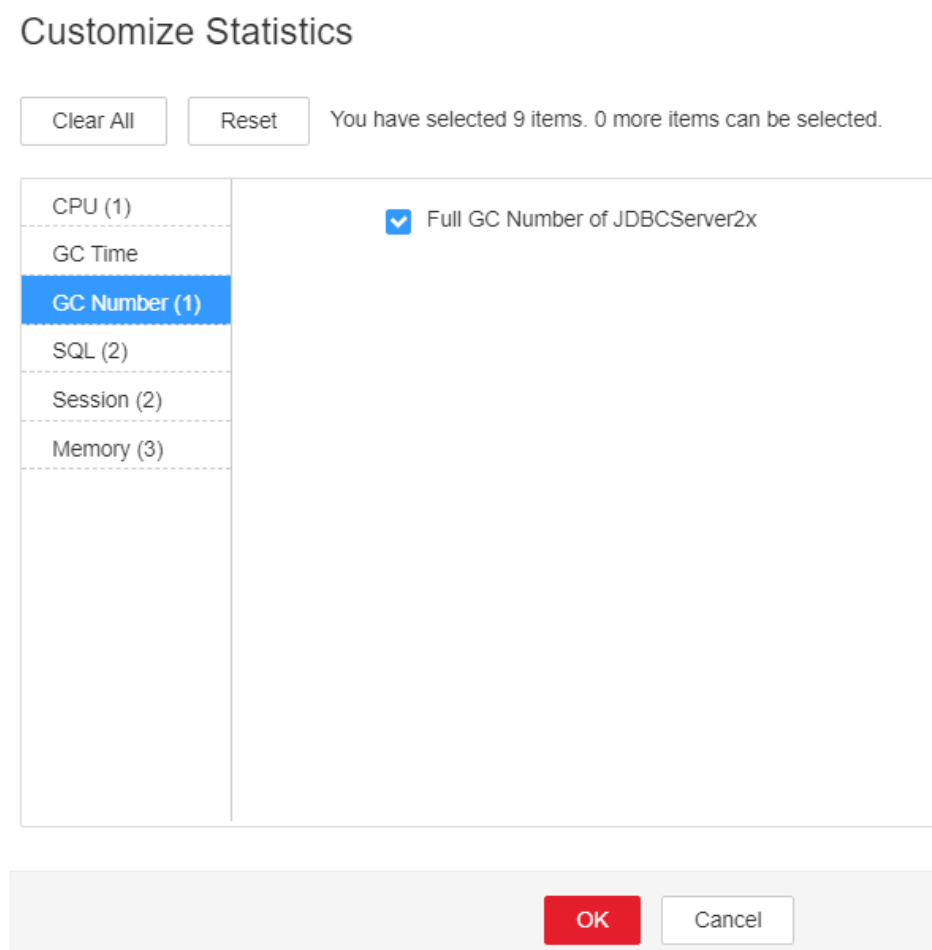 Customize Statistics
Clear All Reset You have selected 9 items. 0 more items can be selected.
CPU (1)
Full GC Number of JDBCServer2x
GC Time
GC Number (1)
SQL (2)
Session (2)
Memory (3)
OK Cancel